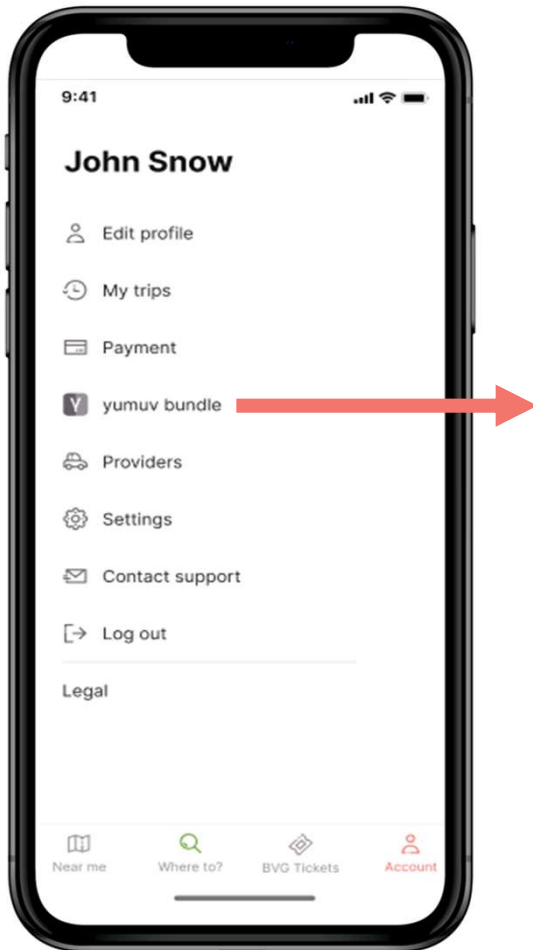 9:41
John Snow
Edit profile
My trips
Payment
Y yumuv bundle
Providers
Settings
Contact support
Log out
Legal
Near me Where to? BVG Tickets Account